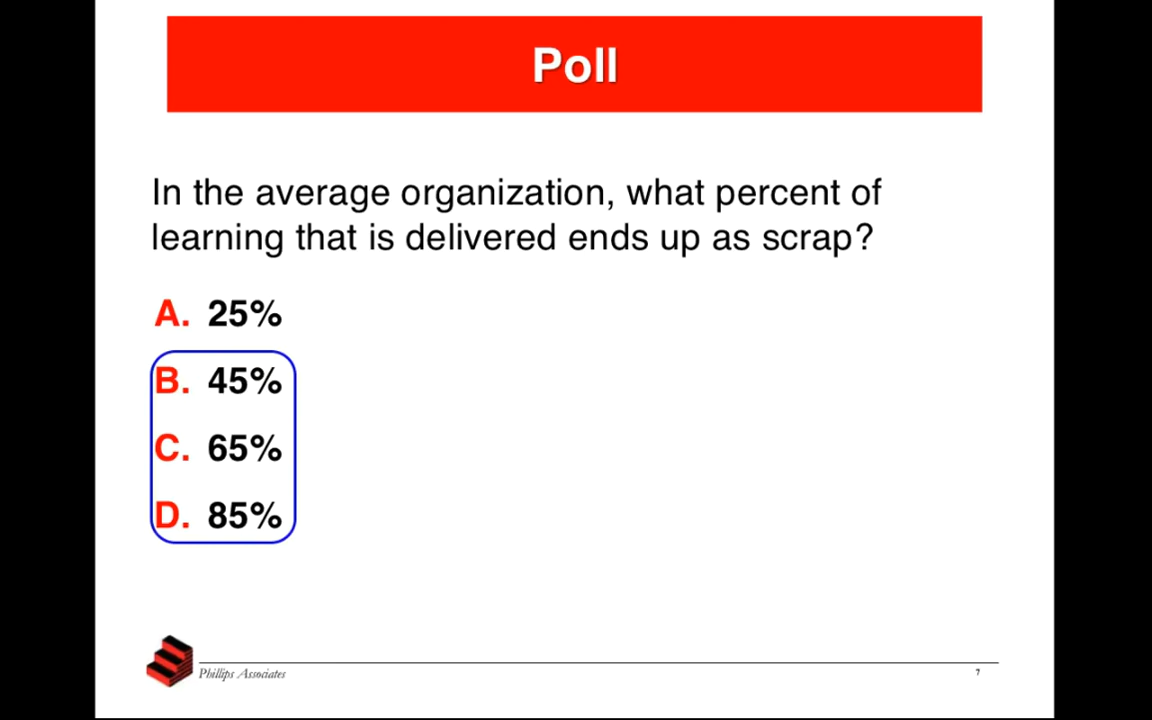 Poll
In the average organization, what percent of
learning that is delivered ends up as scrap?
A. 25%
B. 45%
C. 65%
D. 85%
Phillips Associates
7